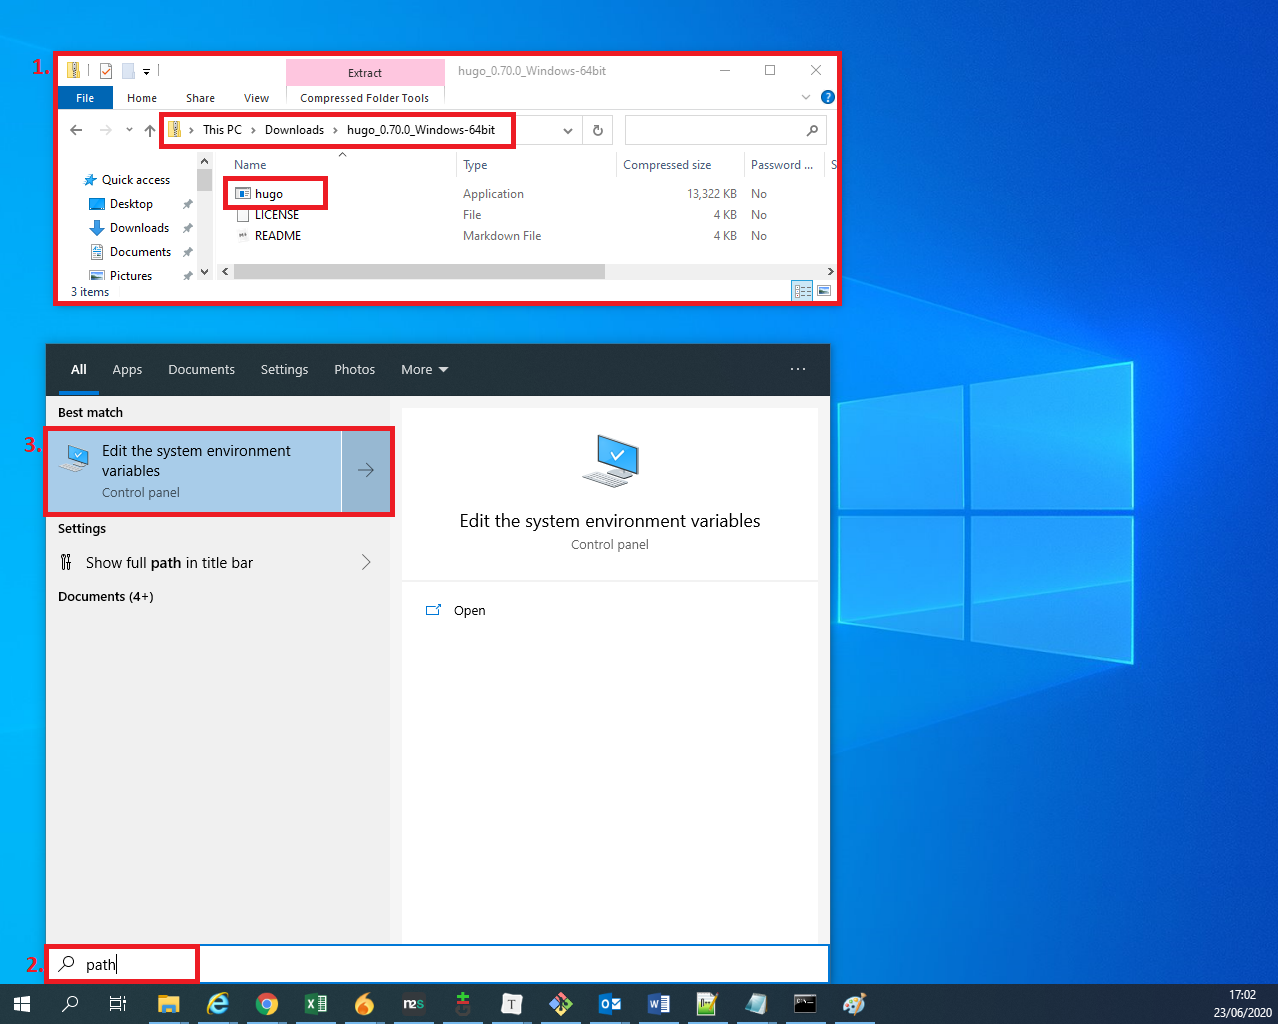 1.
Extract
hugo_0.70.0_Windows-64bit
File
Home
Share
View
Compressed Folder Tools
This PC > Downloads > hugo_0.70.0_Windows-64bit
Name
Type
Compressed size
Password ...
S
Quick access
Desktop
Downloads
Documents
Pictures
hugo
Application
13,322 KB
No
LICENSE
File
4 KB
No
README
Markdown File
4 KB
No
3 items
All
Apps
Documents
Settings
Photos
More
...
Best match
3.
Edit the system environment
variables
Control panel
Settings
Show full path in title bar
Documents (4+)
Edit the system environment variables
Control panel
Open
2.
path
n2s
T
17:02
23/06/2020